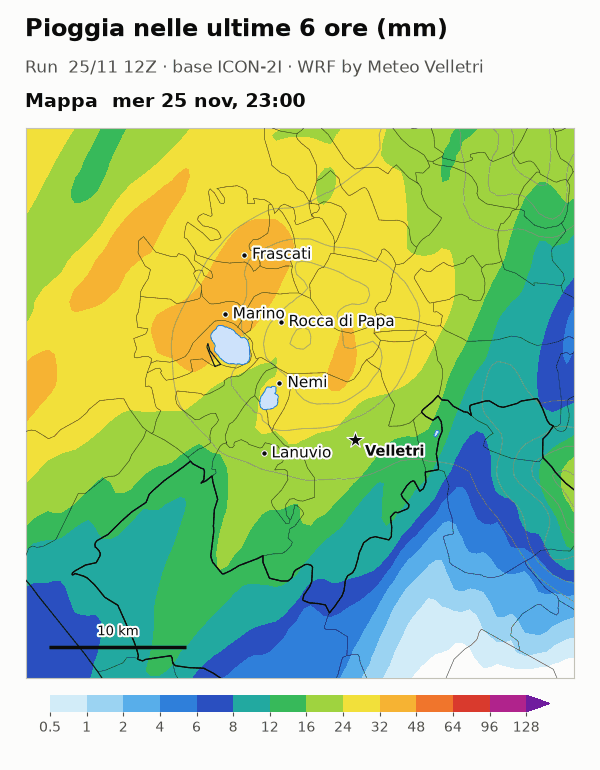 Pioggia nelle ultime 6 ore (mm)
Run  25/11 12Z · base ICON-2I · WRF by Meteo Velletri
Mappa  mer 25 nov, 23:00
Frascati
Marino
Rocca di Papa
Nemi
Velletri
Lanuvio
10 km
0.5 1 2 4 6 8 12 16 24 32 48 64 96 128